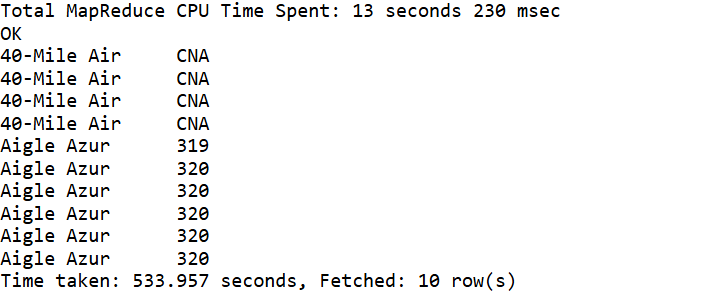 Total MapReduce CPU Time Spent: 13 seconds 230 msec
OK
40-Mile Air     CNA
40-Mile Air     CNA
40-Mile Air     CNA
40-Mile Air     CNA
Aigle Azur      319
Aigle Azur      320
Aigle Azur      320
Aigle Azur      320
Aigle Azur      320
Aigle Azur      320
Time taken: 533.957 seconds, Fetched: 10 row(s)